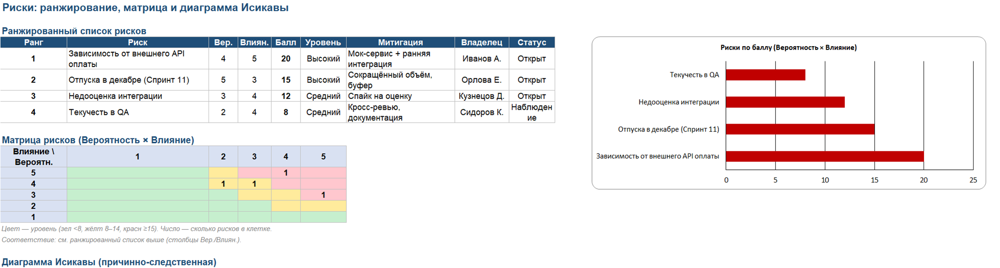 Риски: ранжирование, матрица и диаграмма Исикавы
Ранжированный список рисков
Ранг Риск Вер. Влиян. Балл Уровень Митигация Владелец Статус
1 Зависимость от внешнего API оплаты 4 5 20 Высокий Мок-сервис + ранняя интеграция Иванов А. Открыт
2 Отпуска в декабре (Спринт 11) 5 3 15 Высокий Сокращённый объём, буфер Орлова Е. Открыт
3 Недооценка интеграции 3 4 12 Средний Спайк на оценку Кузнецов Д. Открыт
4 Текучесть в QA 2 4 8 Средний Кросс-ревью, документация Сидоров К. Наблюдение
Матрица рисков (Вероятность × Влияние)
Влияние \ Вероятн. 1 2 3 4 5
5 1
4 1 1
3 1
2
1
Цвет — уровень (зел <8, жёлт 8–14, красн ≥15). Число — сколько рисков в клетке.
Соответствие: см. ранжированный список выше (столбцы Вер./Влиян.).
Диаграмма Исикавы (причинно-следственная)
Риски по баллу (Вероятность × Влияние)
Текучесть в QA
Недооценка интеграции
Отпуска в декабре (Спринт 11)
Зависимость от внешнего API оплаты
0 5 10 15 20 25